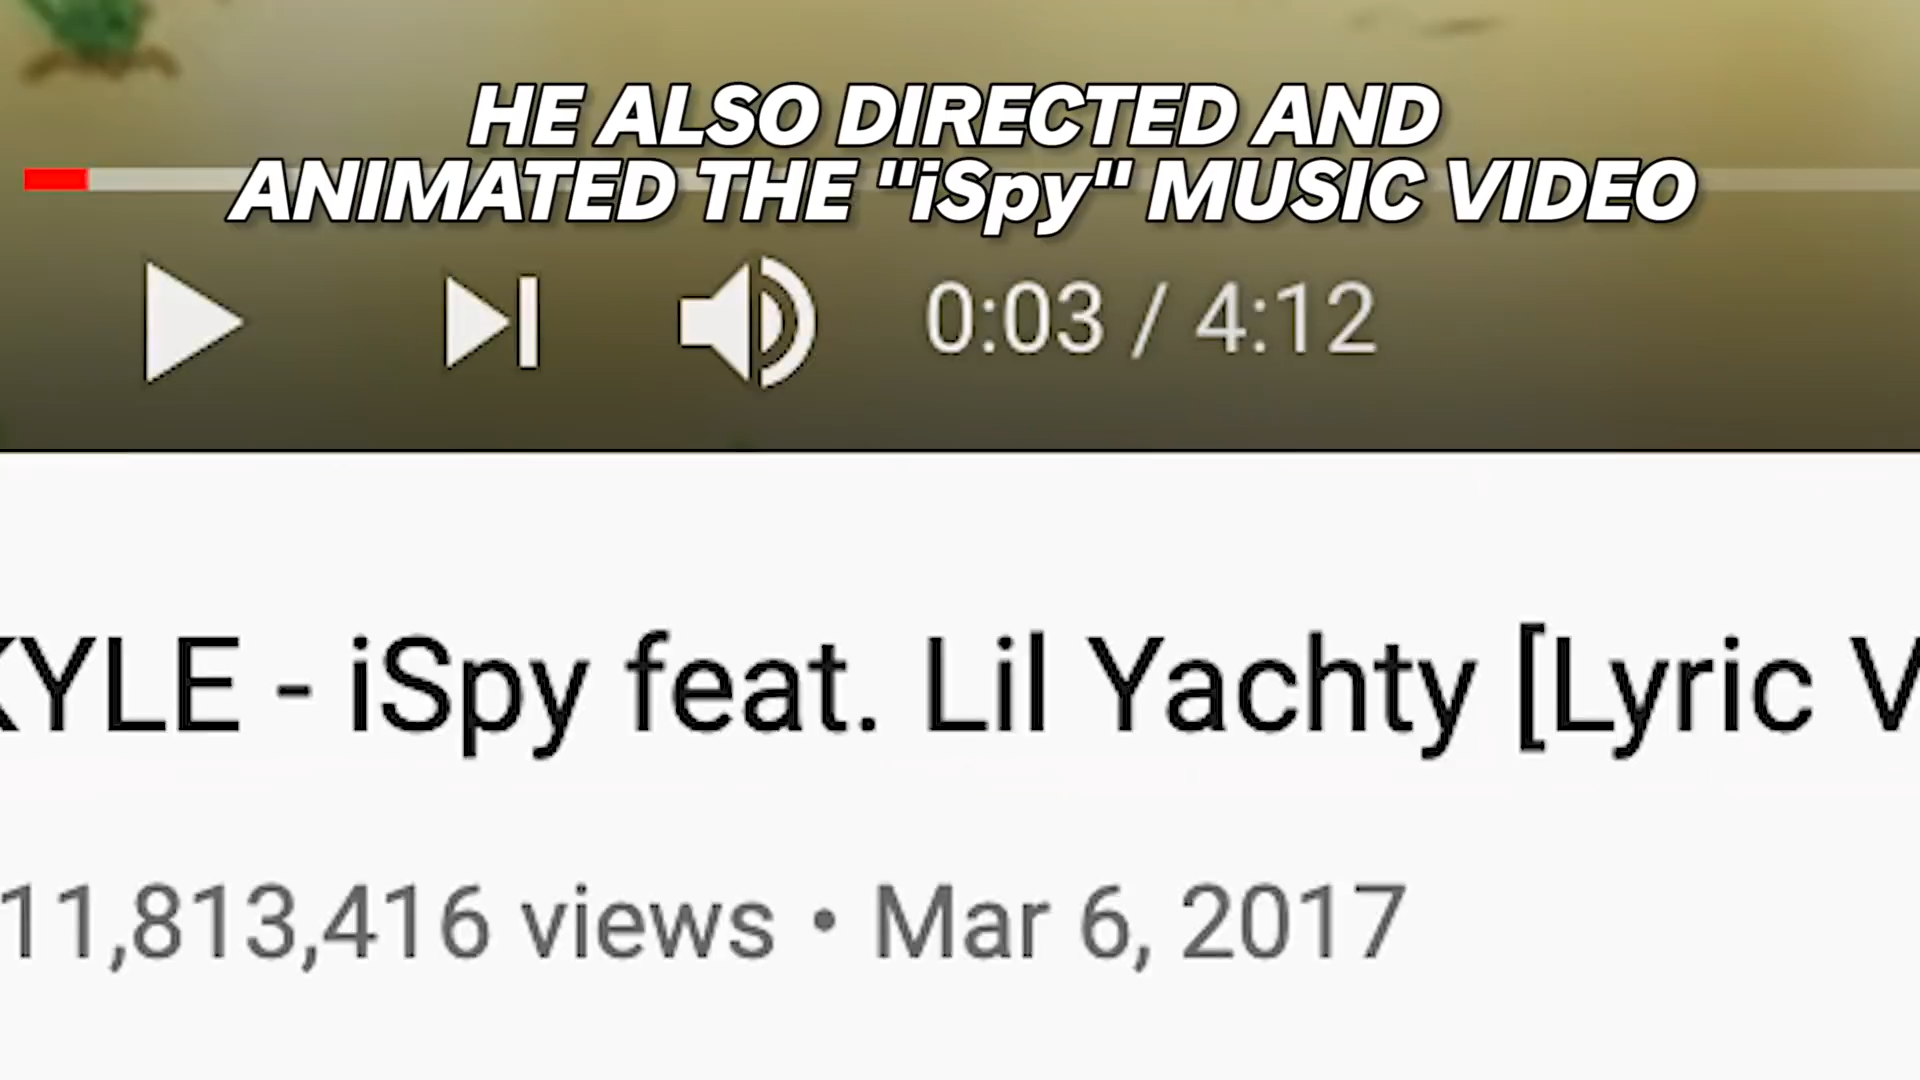 HE ALSO DIRECTED AND
ANIMATED THE "iSpy" MUSIC VIDEO
0:03 / 4:12
KYLE - iSpy feat. Lil Yachty [Lyric V
11,813,416 views • Mar 6, 2017